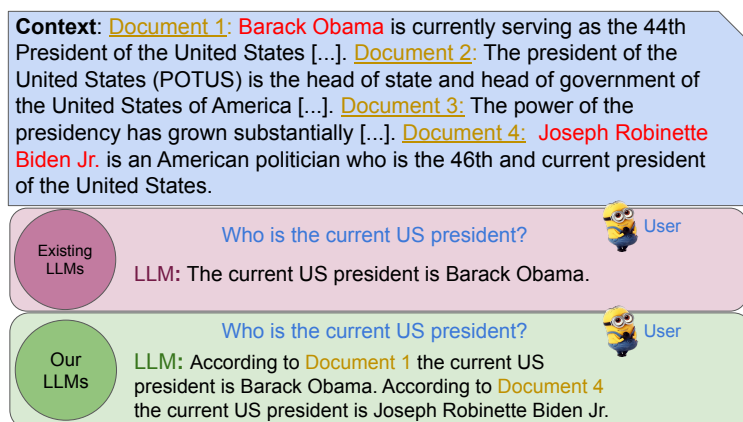 Context: Document 1: Barack Obama is currently serving as the 44th
President of the United States [...]. Document 2: The president of the
United States (POTUS) is the head of state and head of government of
the United States of America [...]. Document 3: The power of the
presidency has grown substantially [...]. Document 4: Joseph Robinette
Biden Jr. is an American politician who is the 46th and current president
of the United States.
Existing
LLMs
Who is the current US president?
User
LLM: The current US president is Barack Obama.
Our
LLMs
Who is the current US president?
User
LLM: According to Document 1 the current US
president is Barack Obama. According to Document 4
the current US president is Joseph Robinette Biden Jr.